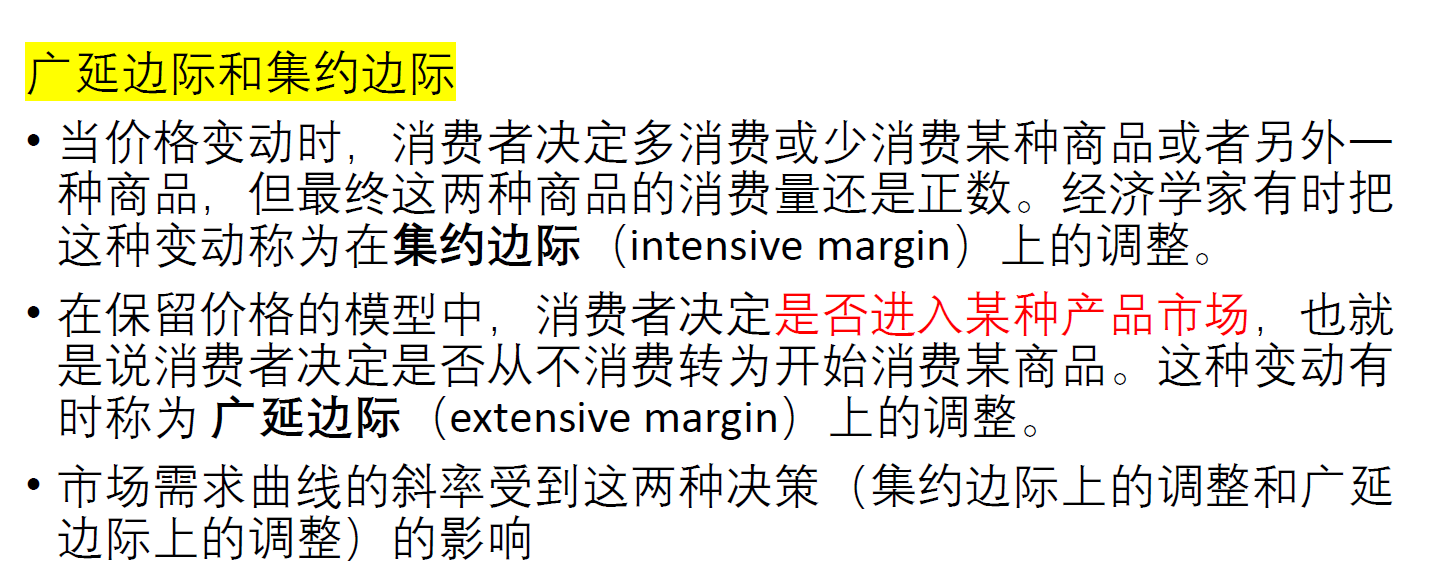 广延边际和集约边际
• 当价格变动时，消费者决定多消费或少消费某种商品或者另外一
种商品，但最终这两种商品的消费量还是正数。经济学家有时把
这种变动称为在集约边际（intensive margin）上的调整。
• 在保留价格的模型中，消费者决定是否进入某种产品市场，也就
是说消费者决定是否从不消费转为开始消费某商品。这种变动有
时称为 广延边际（extensive margin）上的调整。
• 市场需求曲线的斜率受到这两种决策（集约边际上的调整和广延
边际上的调整）的影响